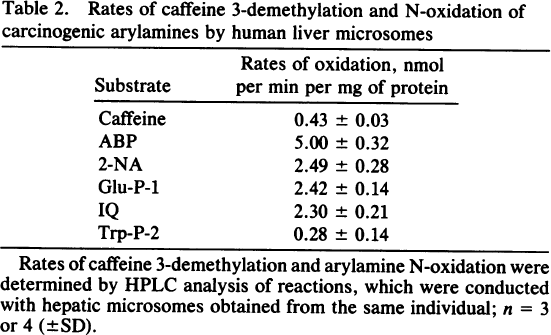 Table 2. Rates of caffeine 3-demethylation and N-oxidation of
carcinogenic arylamines by human liver microsomes
Rates of oxidation, nmol
Substrate per min per mg of protein
Caffeine 0.43 ± 0.03
ABP 5.00 ± 0.32
2-NA 2.49 ± 0.28
Glu-P-1 2.42 ± 0.14
IQ 2.30 ± 0.21
Trp-P-2 0.28 ± 0.14
Rates of caffeine 3-demethylation and arylamine N-oxidation were
determined by HPLC analysis of reactions, which were conducted
with hepatic microsomes obtained from the same individual; n = 3
or 4 (±SD).